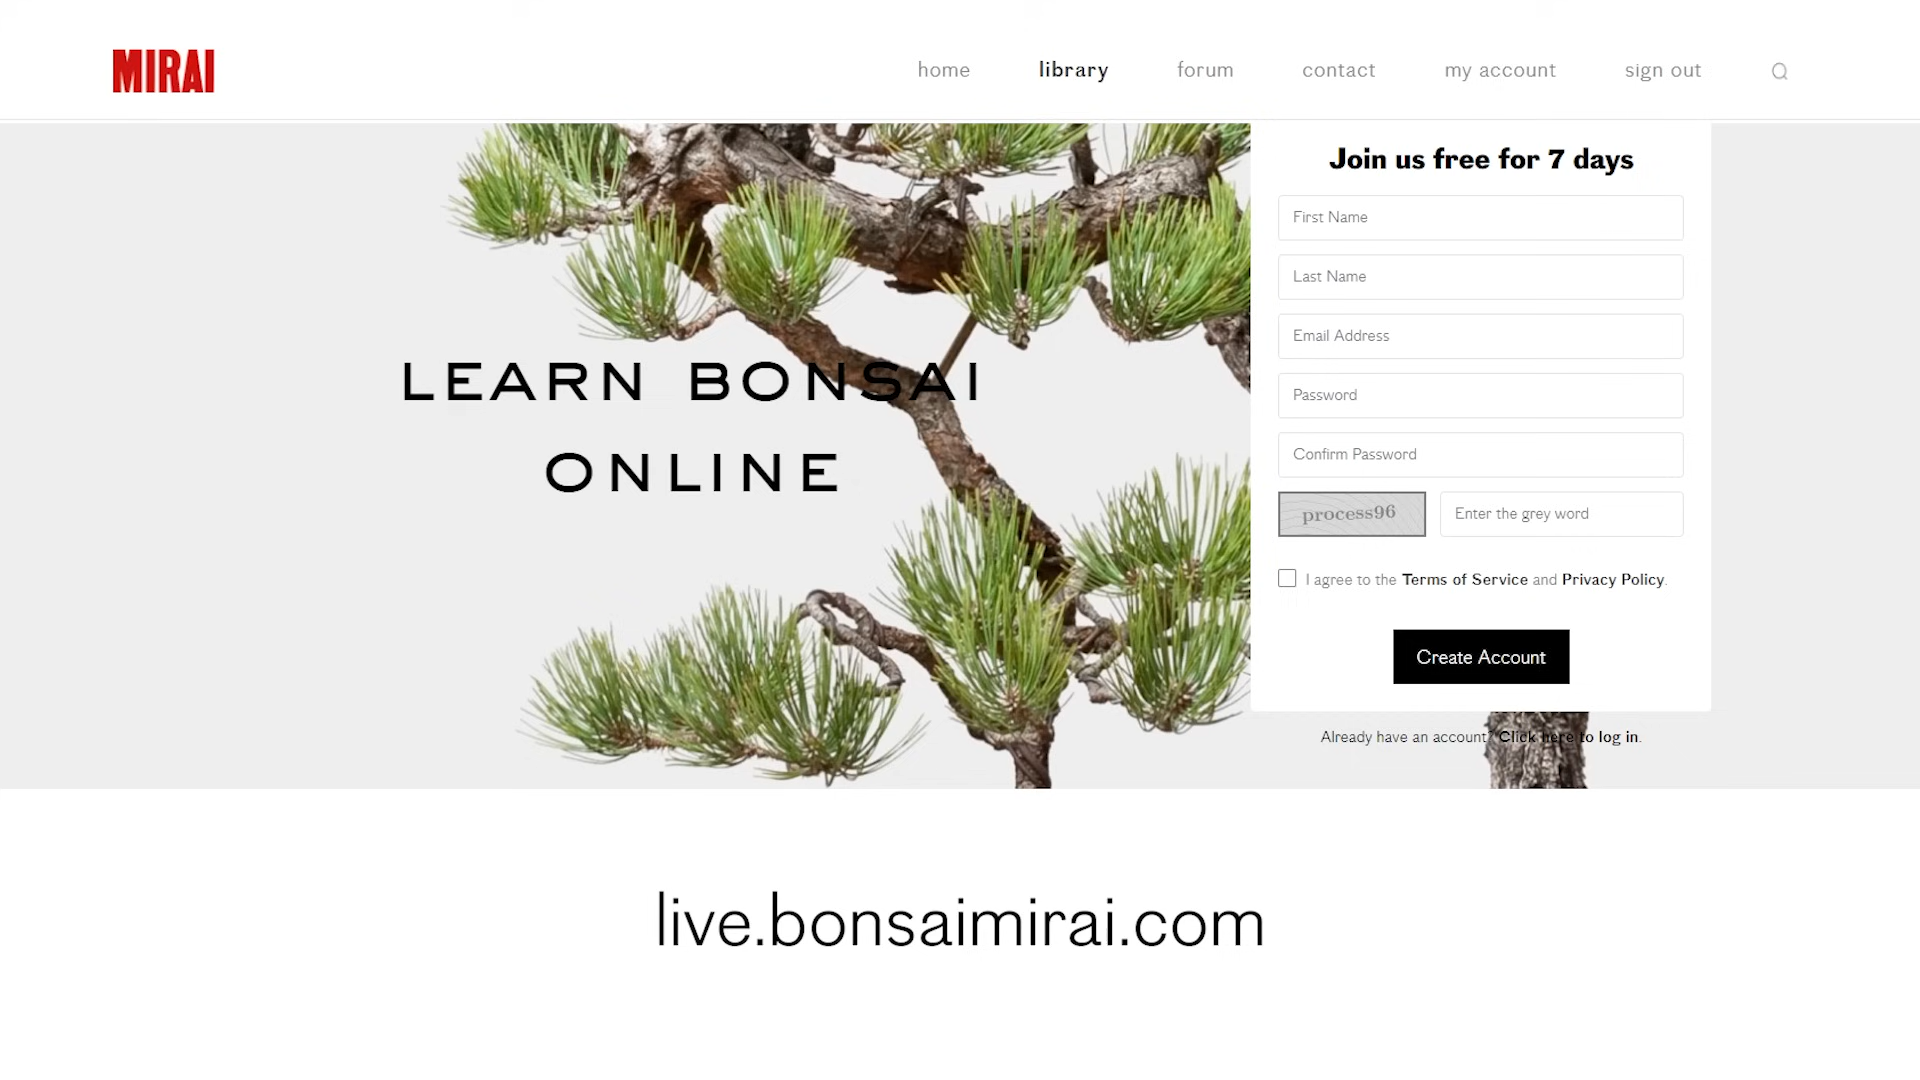 MIRAI
home library forum contact my account sign out
Join us free for 7 days
First Name
Last Name
Email Address
Password
Confirm Password
process96 Enter the grey word
I agree to the Terms of Service and Privacy Policy.
Create Account
Already have an account? Click here to log in.
LEARN BONSAI
ONLINE
live.bonsaimirai.com